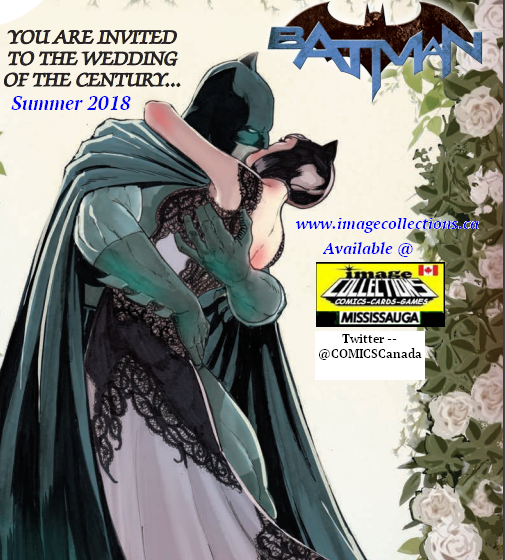 YOU ARE INVITED
TO THE WEDDING
OF THE CENTURY...
Summer 2018
BATMAN
www.imagecollections.ca
Available @
image
COLLECTIONS
COMICS-CARDS-GAMES
MISSISSAUGA
Twitter --
@COMICSCanada